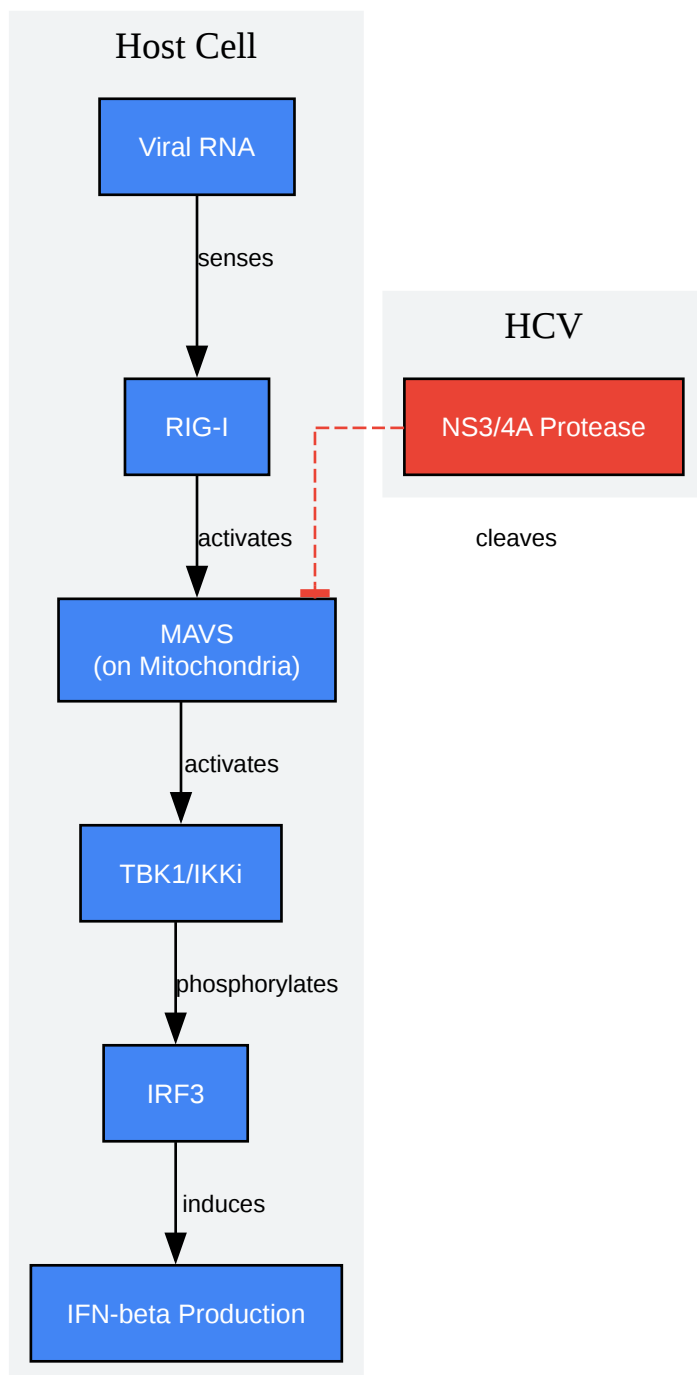 Host Cell
Viral RNA
senses
HCV
RIG-I
NS3/4A Protease
activates
cleaves
MAVS
(on Mitochondria)
activates
TBK1/IKKi
phosphorylates
IRF3
induces
IFN-beta Production